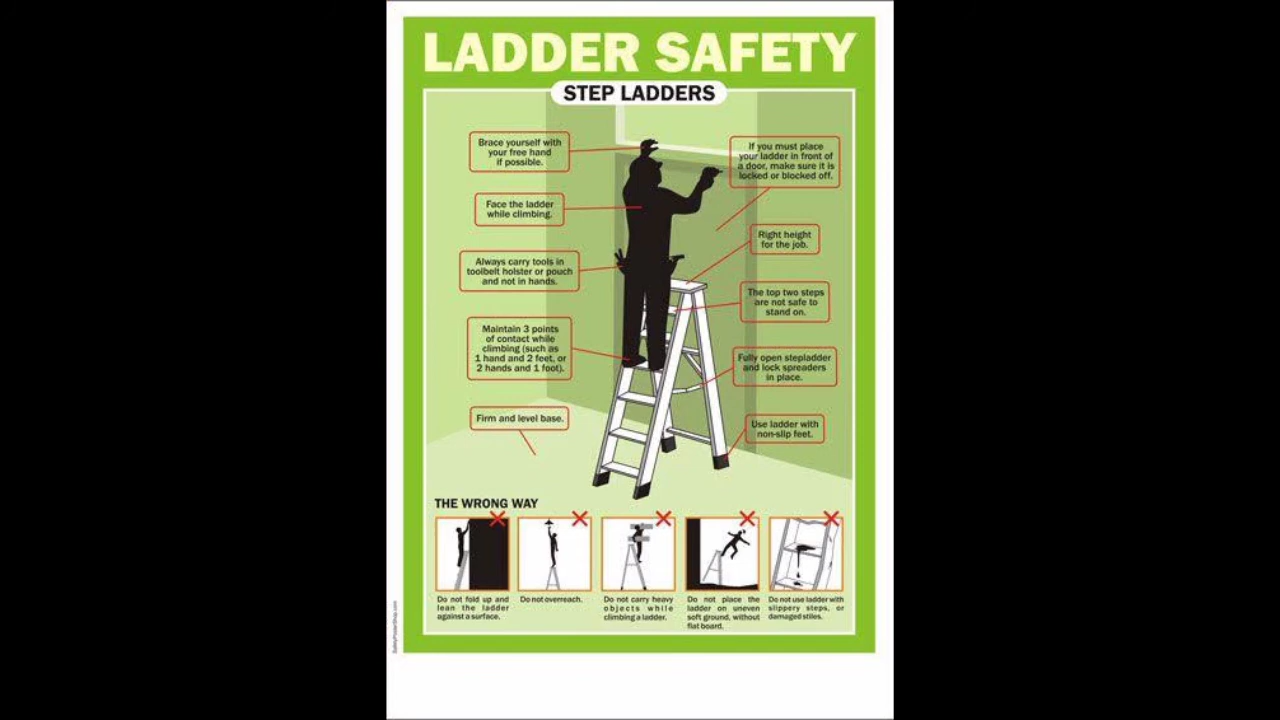 LADDER SAFETY
STEP LADDERS
Brace yourself with
your free hand
if possible.
Face the ladder
while climbing.
Always carry tools in
toolbelt holster or pouch
and not in hands.
Maintain 3 points
of contact while
climbing (such as
1 hand and 2 feet, or
2 hands and 1 foot).
Firm and level base.
If you must place
your ladder in front of
a door, make sure it is
locked or blocked off.
Right height
for the job.
The top two steps
are not safe to
stand on.
Fully open stepladder
and lock spreaders
in place.
Use ladder with
non-slip feet.
THE WRONG WAY
Do not fold up and
lean the ladder
against a surface.
Do not overreach.
Do not carry heavy
objects while
climbing a ladder.
Do not place the
ladder on uneven
soft ground, without
flat board.
Do not use ladder with
slippery steps, or
damaged stiles.
SafetyPosterShop.com